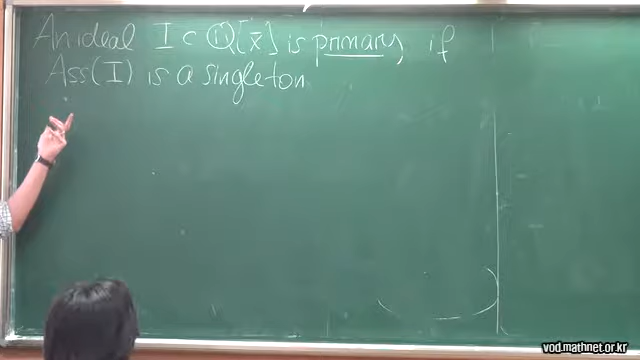 An ideal I ⊂ ℚ[x̄] is primary if
Ass(I) is a singleton
vod.mathnet.or.kr